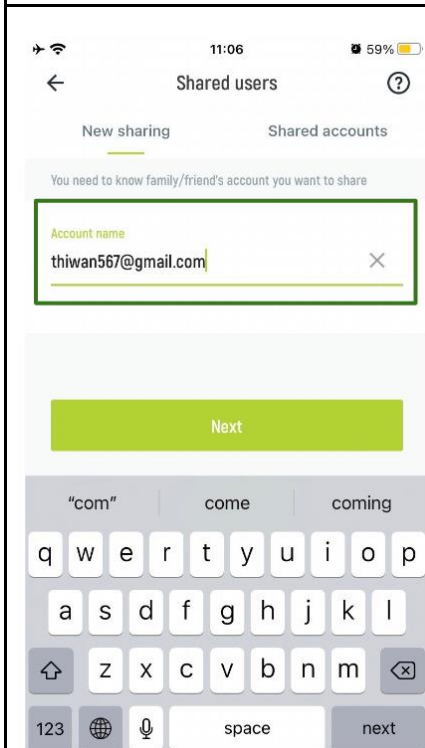 11:06
59%
Shared users
New sharing
Shared accounts
You need to know family/friend's account you want to share
Account name
thiwan567@gmail.com
Next
“com”
come
coming
q w e r t y u i o p
a s d f g h j k l
z x c v b n m
123
space
next